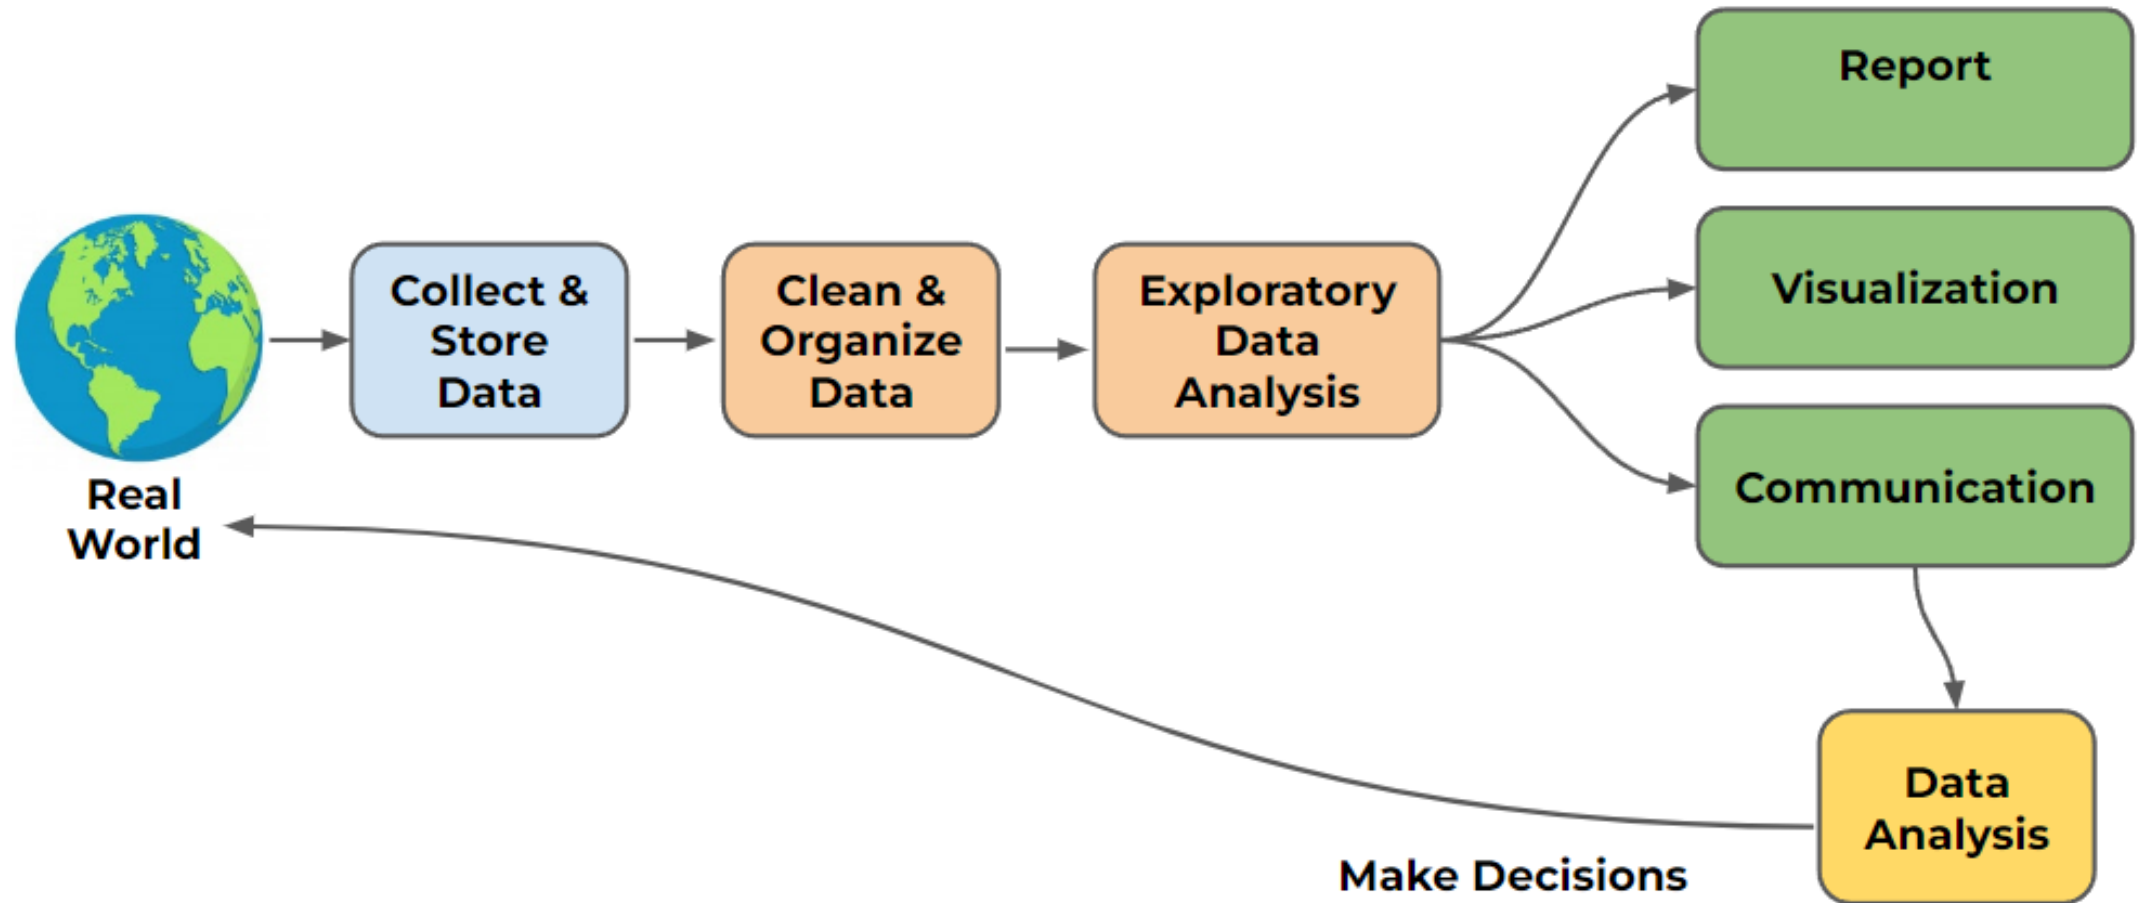 Report
Real
World
Collect &
Store
Data
Clean &
Organize
Data
Exploratory
Data
Analysis
Visualization
Communication
Data
Analysis
Make Decisions